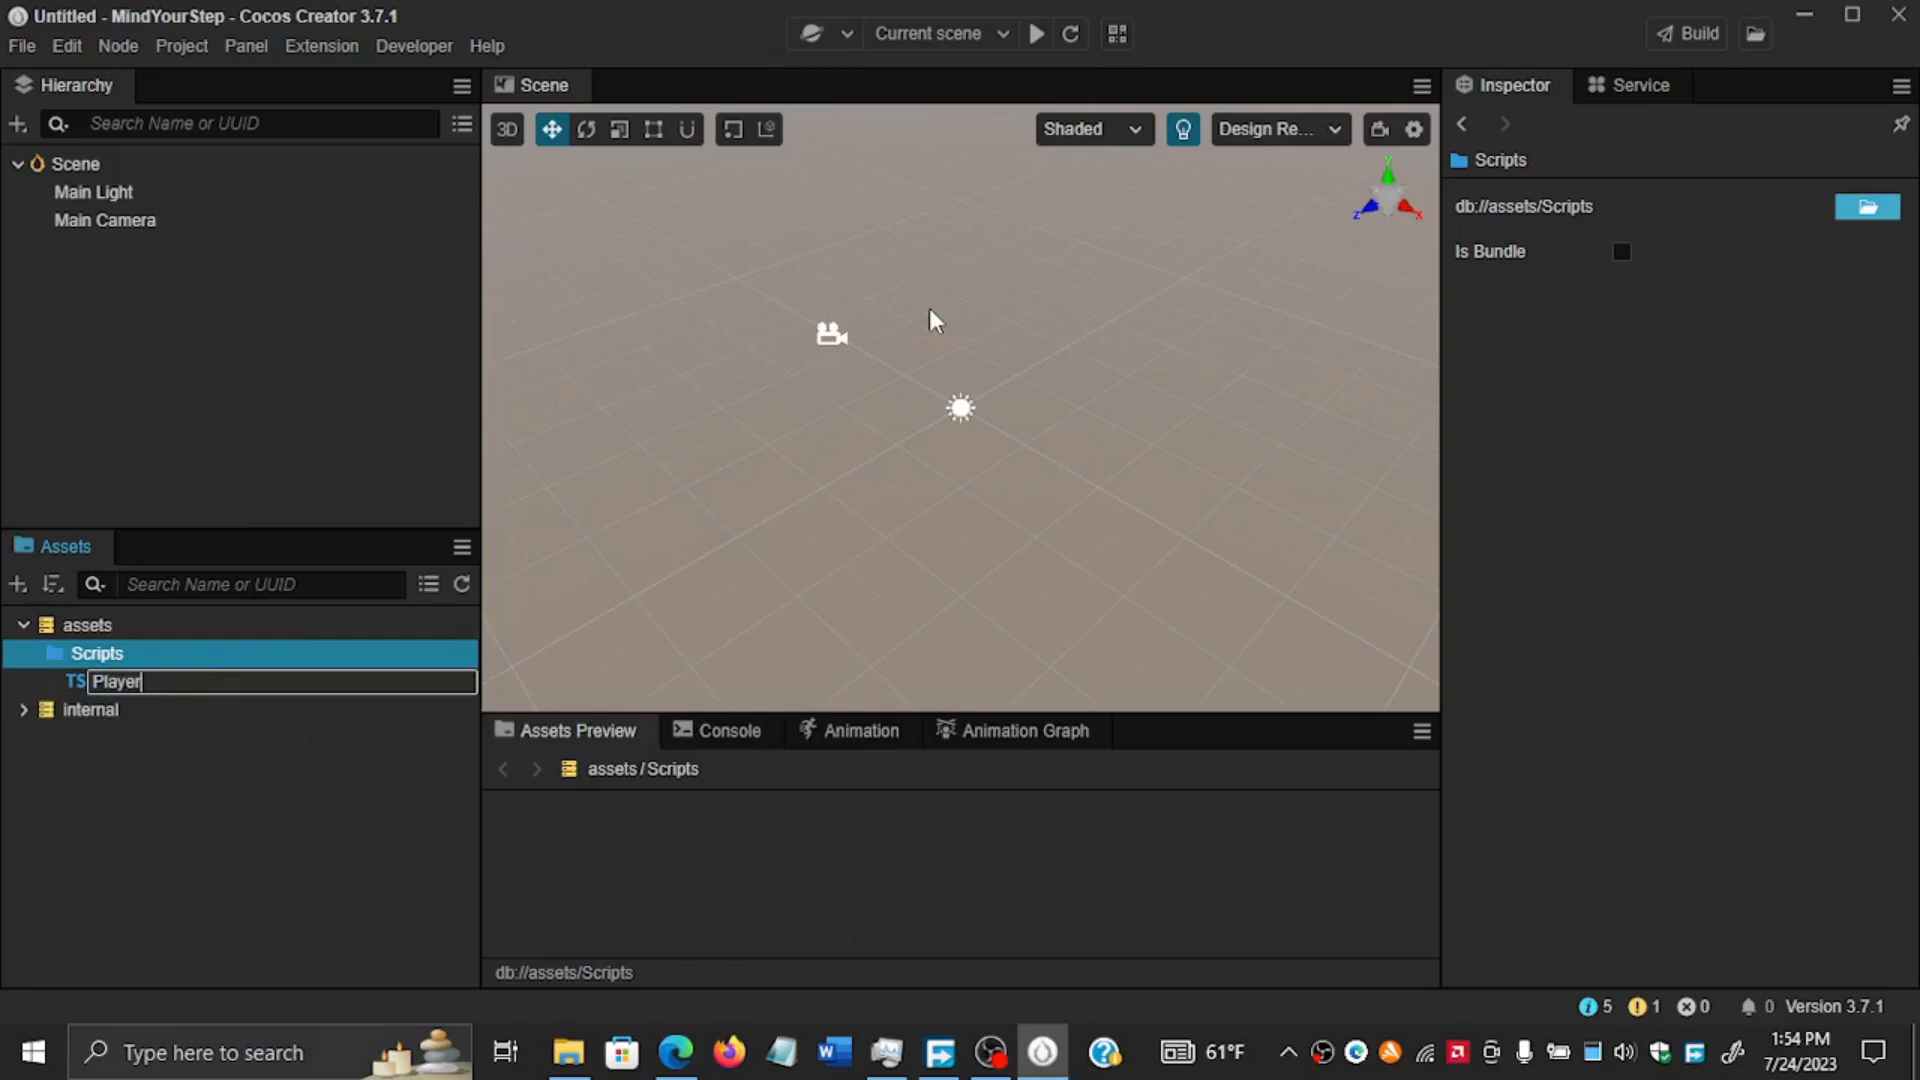 Untitled - MindYourStep - Cocos Creator 3.7.1
File Edit Node Project Panel Extension Developer Help
Current scene
Build
Hierarchy
Search Name or UUID
Scene
Main Light
Main Camera
Scene
3D
Shaded
Design Re...
Y
Z
X
Inspector
Service
Scripts
db://assets/Scripts
Is Bundle
Assets
Search Name or UUID
assets
Scripts
TS Player
internal
Assets Preview
Console
Animation
Animation Graph
assets / Scripts
db://assets/Scripts
5
1
0
0
Version 3.7.1
Type here to search
61°F
1:54 PM
7/24/2023